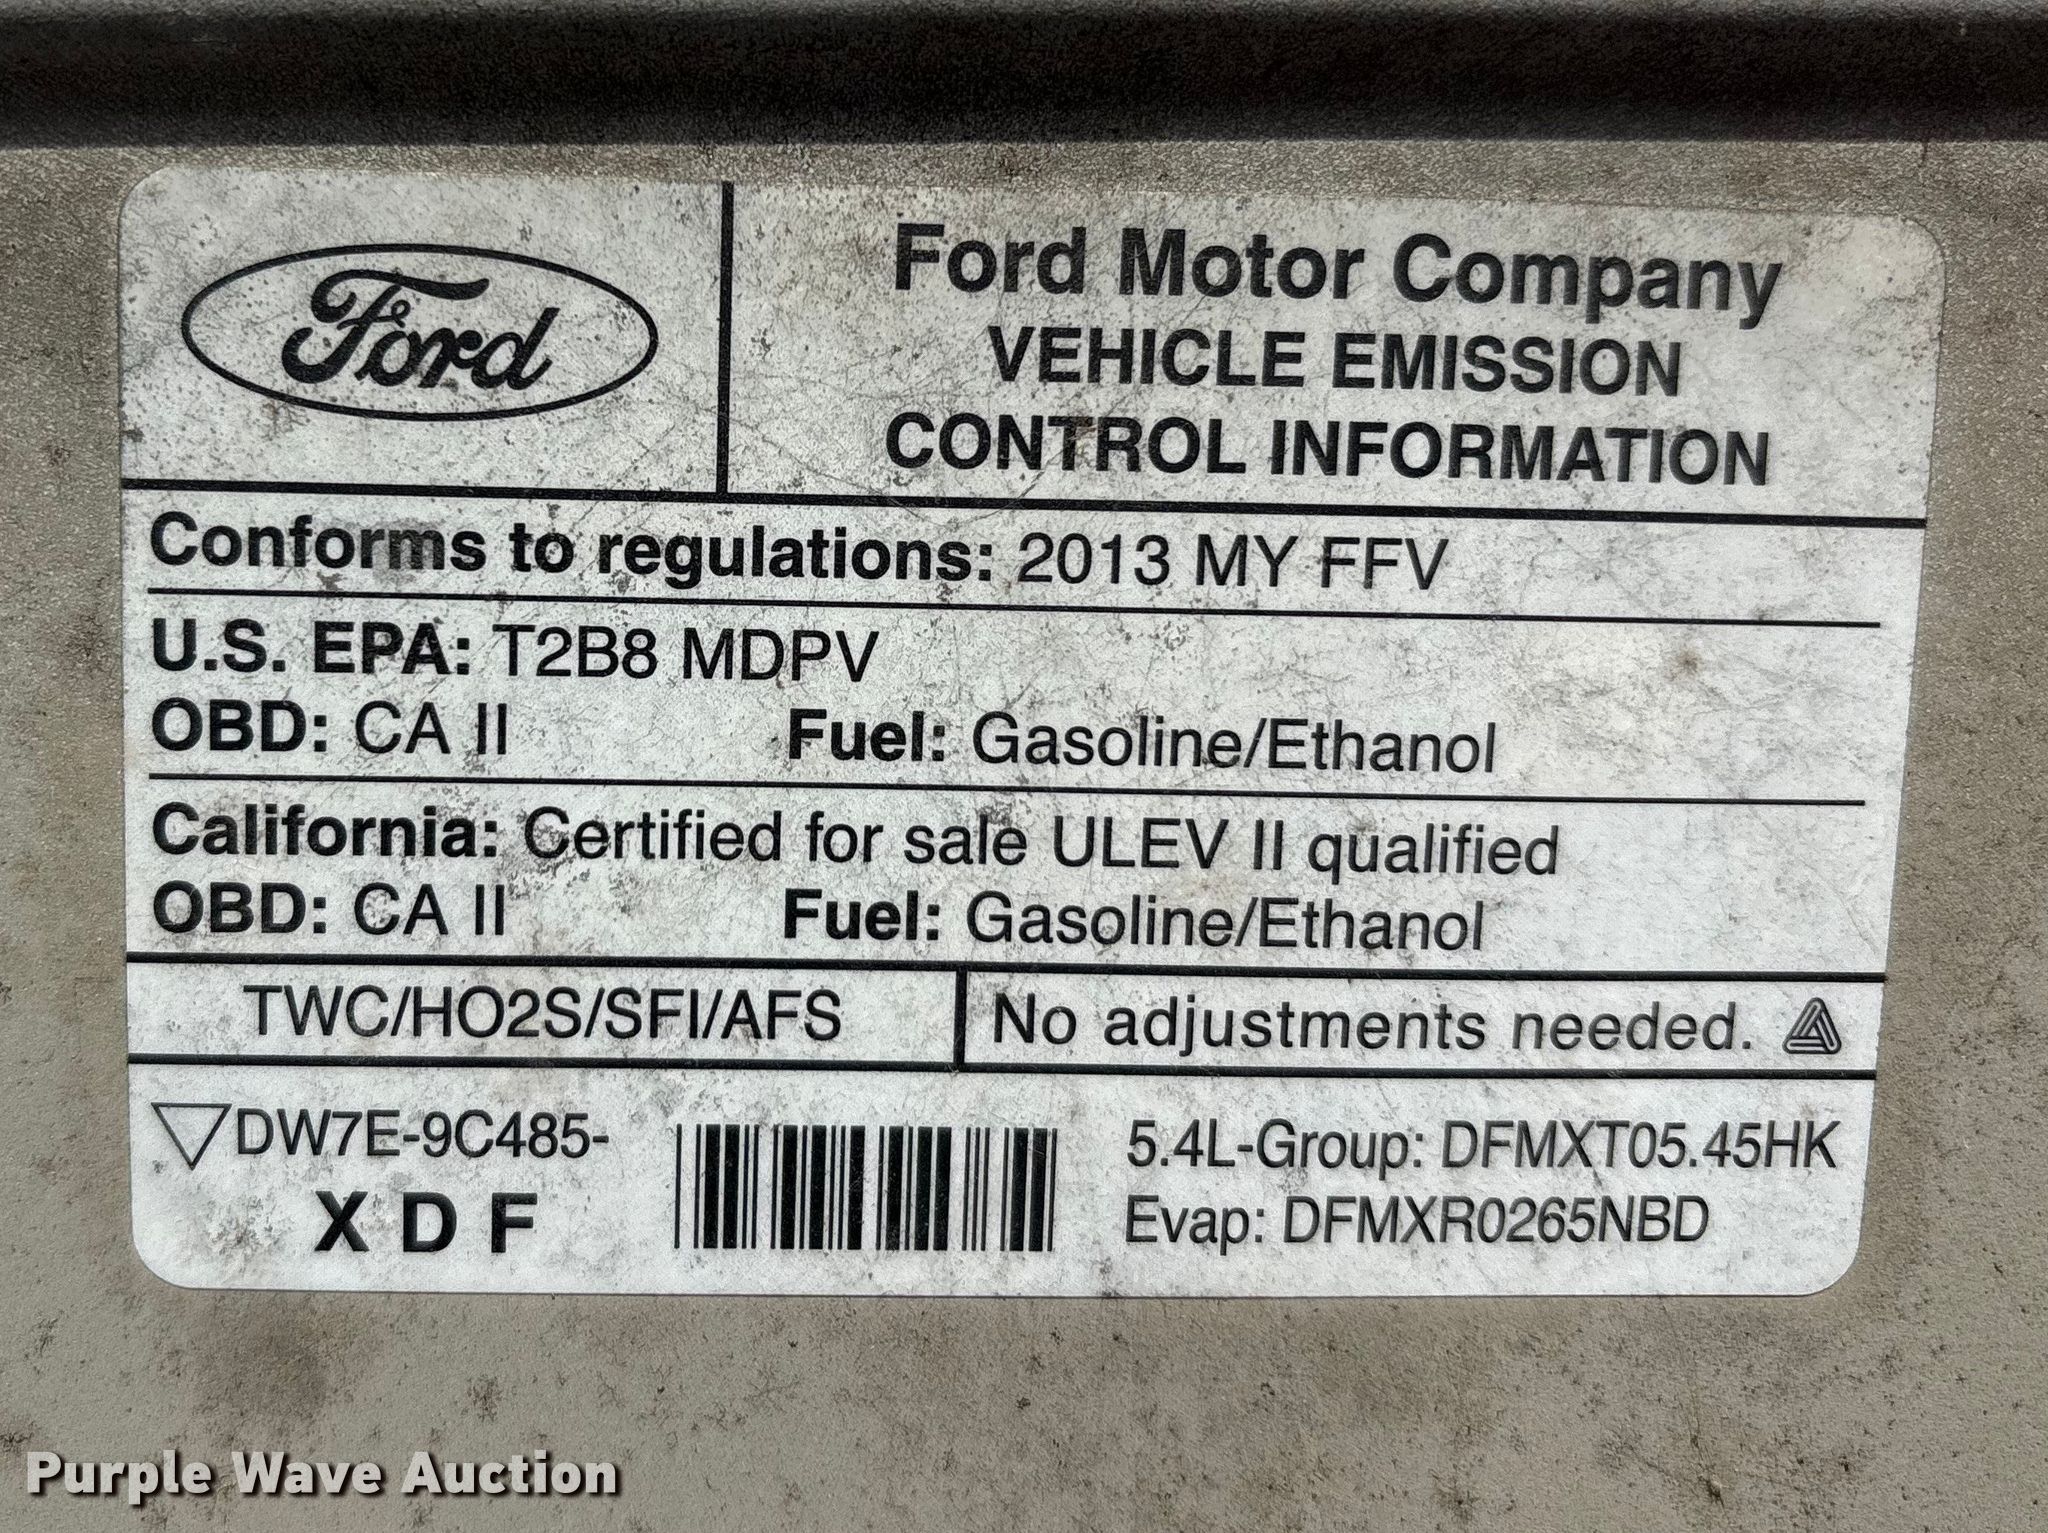 Ford
Ford Motor Company
VEHICLE EMISSION
CONTROL INFORMATION
Conforms to regulations: 2013 MY FFV
U.S. EPA: T2B8 MDPV
OBD: CA II Fuel: Gasoline/Ethanol
California: Certified for sale ULEV II qualified
OBD: CA II Fuel: Gasoline/Ethanol
TWC/HO2S/SFI/AFS
No adjustments needed.
DW7E-9C485-
X D F
5.4L-Group: DFMXT05.45HK
Evap: DFMXR0265NBD
Purple Wave Auction